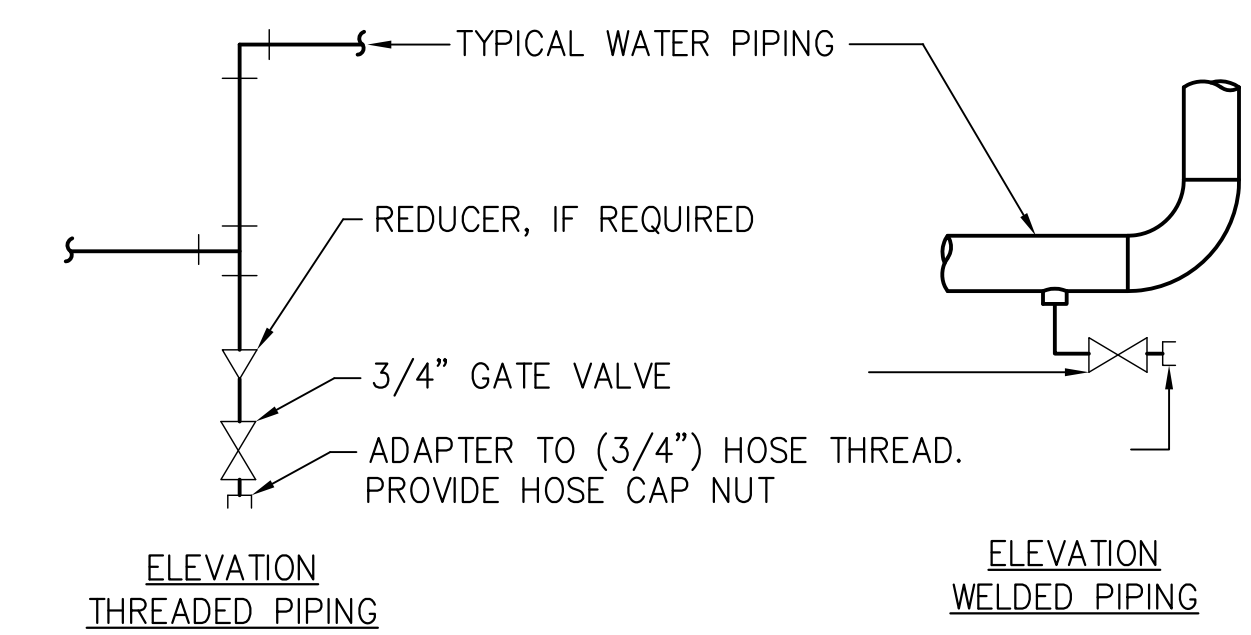 TYPICAL WATER PIPING
REDUCER, IF REQUIRED
3/4" GATE VALVE
ADAPTER TO (3/4") HOSE THREAD.
PROVIDE HOSE CAP NUT
ELEVATION
THREADED PIPING
ELEVATION
WELDED PIPING